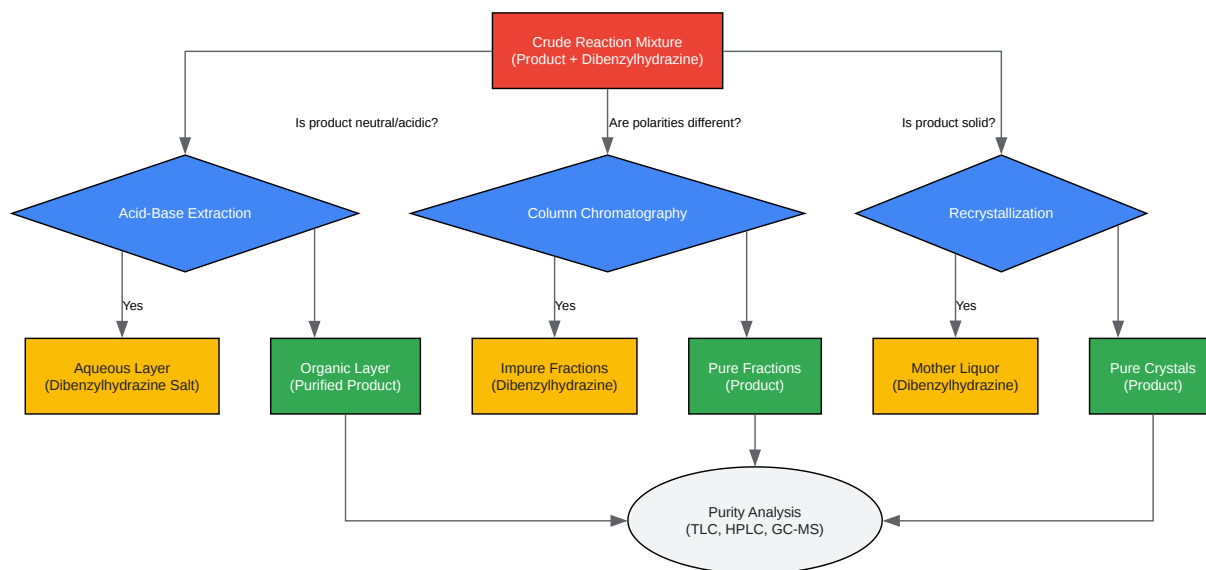 Crude Reaction Mixture
(Product + Dibenzylhydrazine)
Is product neutral/acidic?
Are polarities different?
Is product solid?
Acid-Base Extraction
Column Chromatography
Recrystallization
Yes
Yes
Yes
Aqueous Layer
(Dibenzylhydrazine Salt)
Organic Layer
(Purified Product)
Impure Fractions
(Dibenzylhydrazine)
Pure Fractions
(Product)
Mother Liquor
(Dibenzylhydrazine)
Pure Crystals
(Product)
Purity Analysis
(TLC, HPLC, GC-MS)